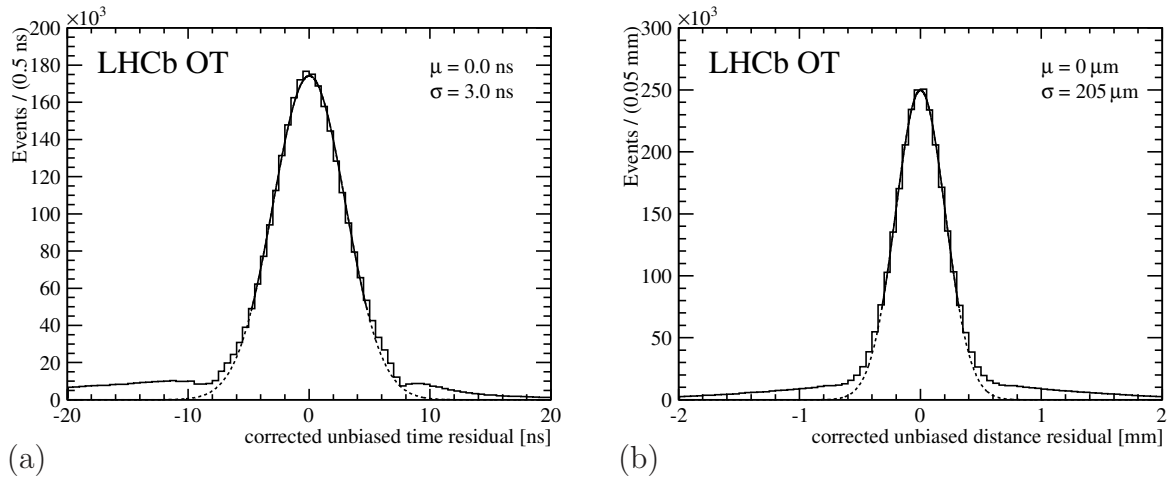 ×10³
200
180
160
140
120
100
80
60
40
20
0
Events / (0.5 ns)
LHCb OT
μ = 0.0 ns
σ = 3.0 ns
-20 -10 0 10 20
corrected unbiased time residual [ns]
(a)
×10³
300
250
200
150
100
50
0
Events / (0.05 mm)
LHCb OT
μ = 0 μm
σ = 205 μm
-2 -1 0 1 2
corrected unbiased distance residual [mm]
(b)